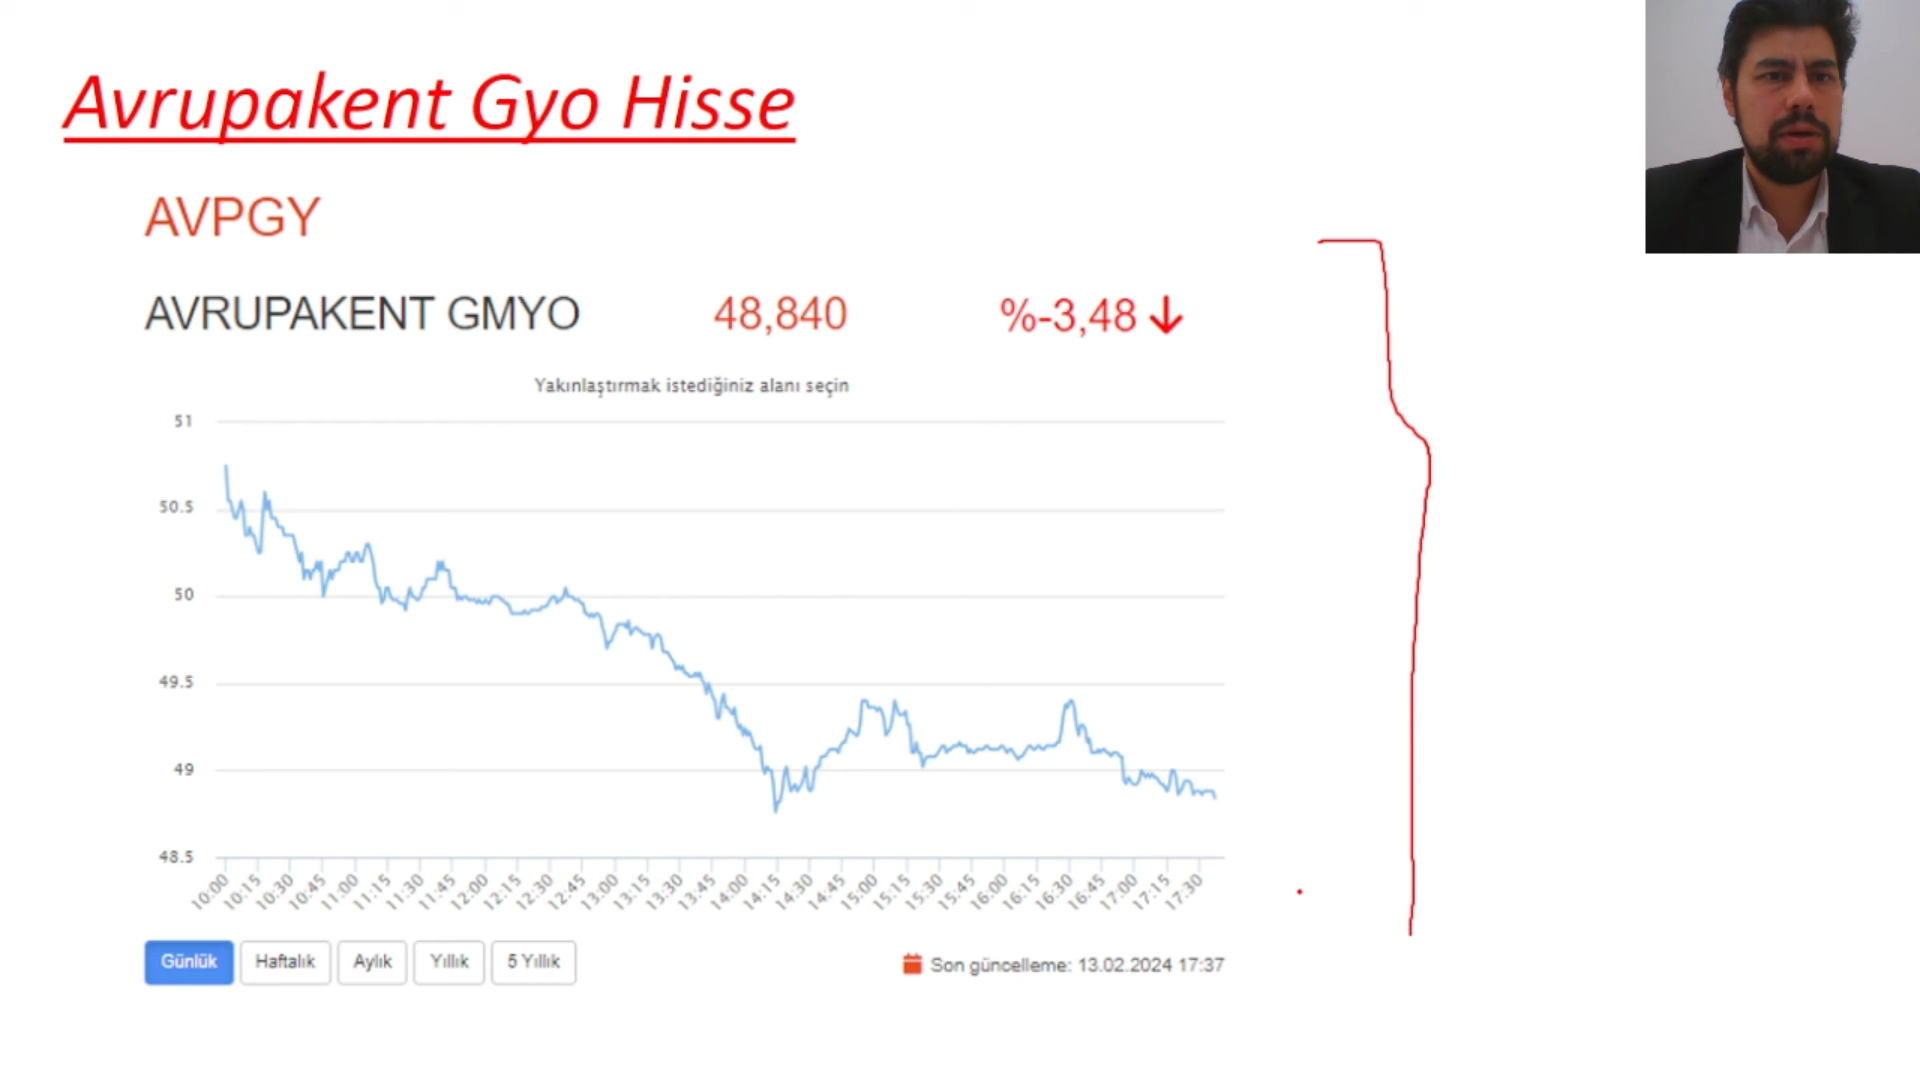 Avrupakent Gyo Hisse
AVPGY
AVRUPAKENT GMYO 48,840 %-3,48
Yakınlaştırmak istediğiniz alanı seçin
51
50.5
50
49.5
49
48.5
10:00 10:15 10:30 10:45 11:00 11:15 11:30 11:45 12:00 12:15 12:30 12:45 13:00 13:15 13:30 13:45 14:00 14:15 14:30 14:45 15:00 15:15 15:30 15:45 16:00 16:15 16:30 16:45 17:00 17:15 17:30
Günlük Haftalık Aylık Yıllık 5 Yıllık Son güncelleme: 13.02.2024 17:37